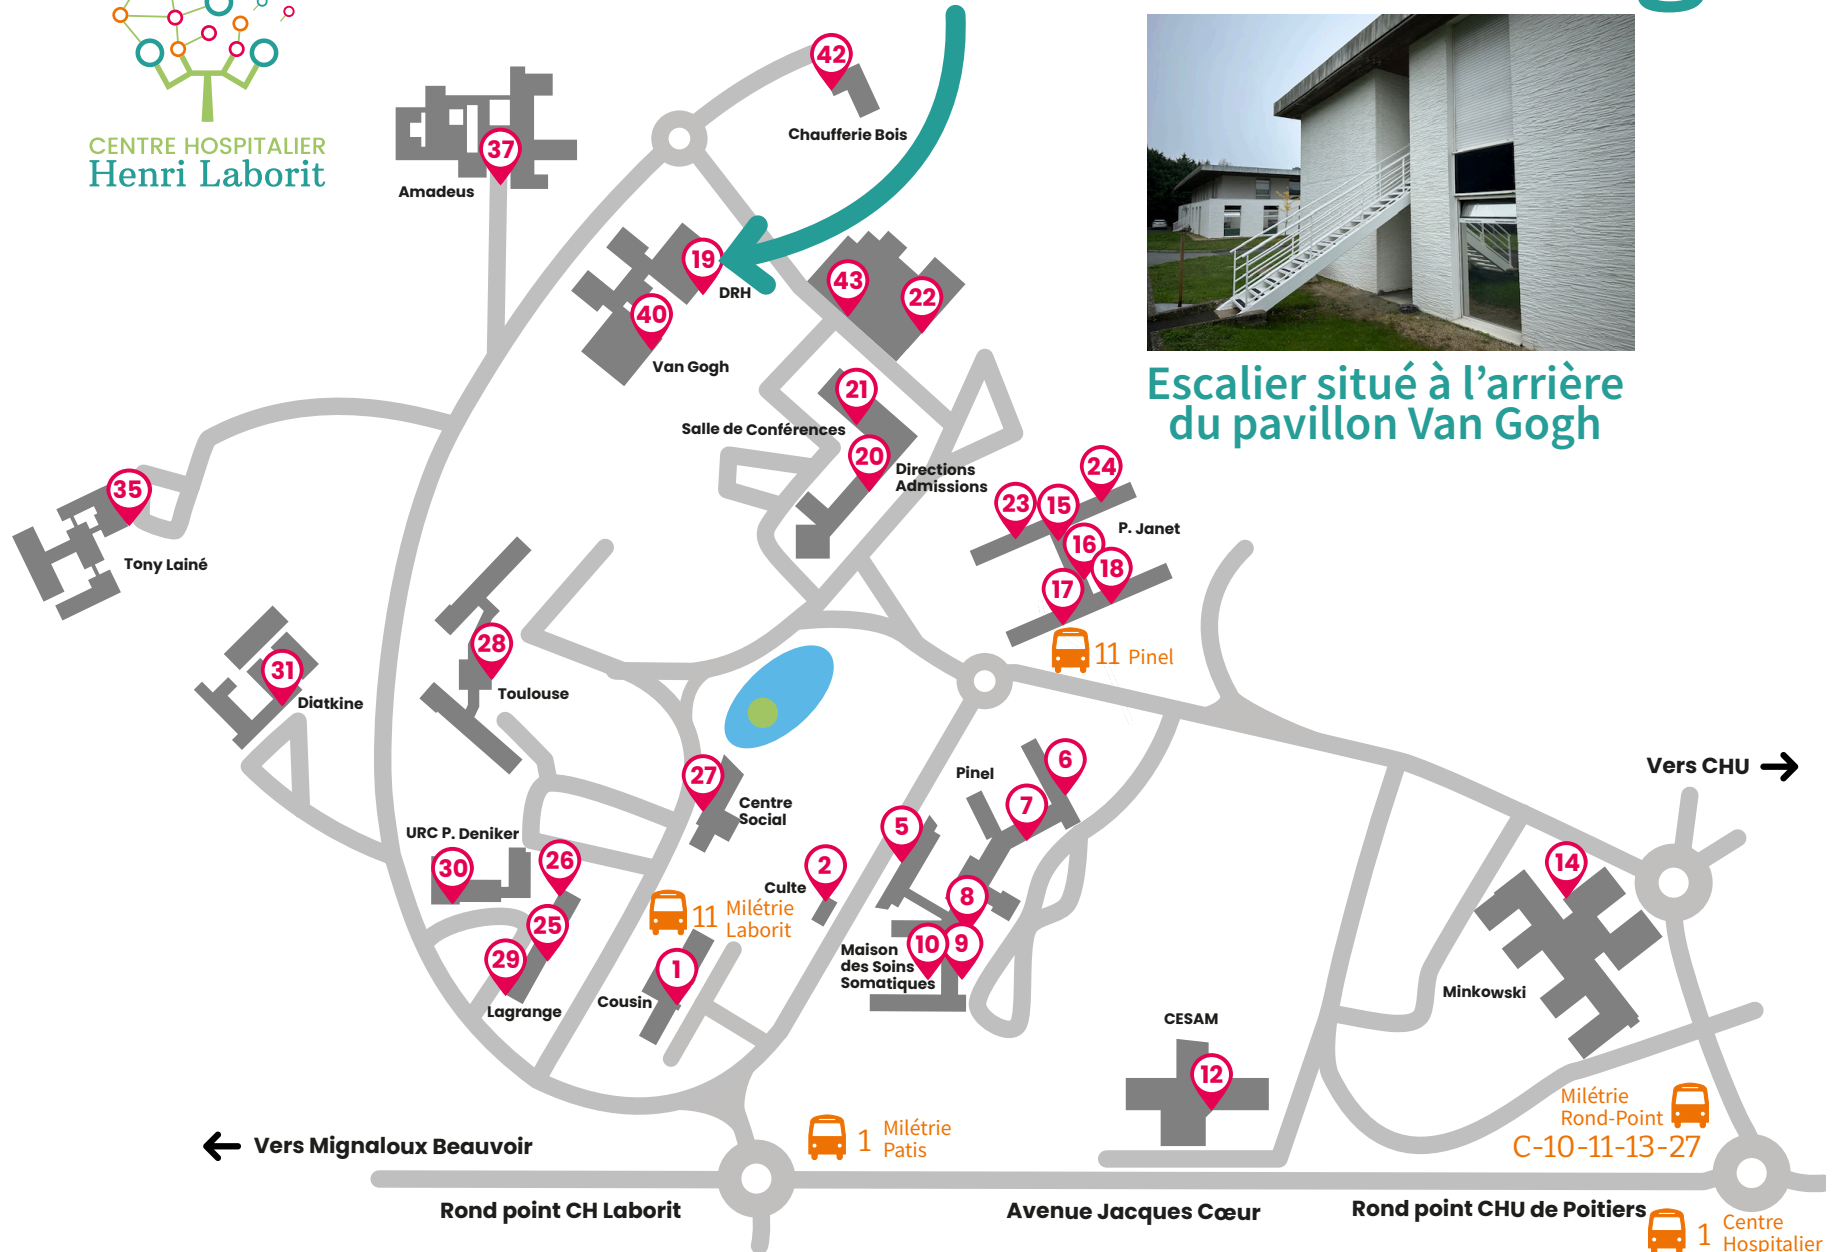 CENTRE HOSPITALIER
Henri Laborit
42
Chaufferie Bois
37
Amadeus
19
DRH
43
22
40
Van Gogh
Escalier situé à l’arrière
du pavillon Van Gogh
21
Salle de Conférences
20
Directions
Admissions
24
23
15
P. Janet
16
18
17
35
Tony Lainé
28
Toulouse
31
Diatkine
11 Pinel
6
Pinel
7
27
Centre
Social
5
Vers CHU
URC P. Deniker
30
26
2
Culte
14
8
11 Milétrie
Laborit
25
10
9
29
Lagrange
1
Cousin
Maison
des Soins
Somatiques
Minkowski
CESAM
12
Milétrie
Rond-Point
C-10-11-13-27
Vers Mignaloux Beauvoir
1 Milétrie
Patis
Rond point CH Laborit
Avenue Jacques Cœur
Rond point CHU de Poitiers
1 Centre
Hospitalier